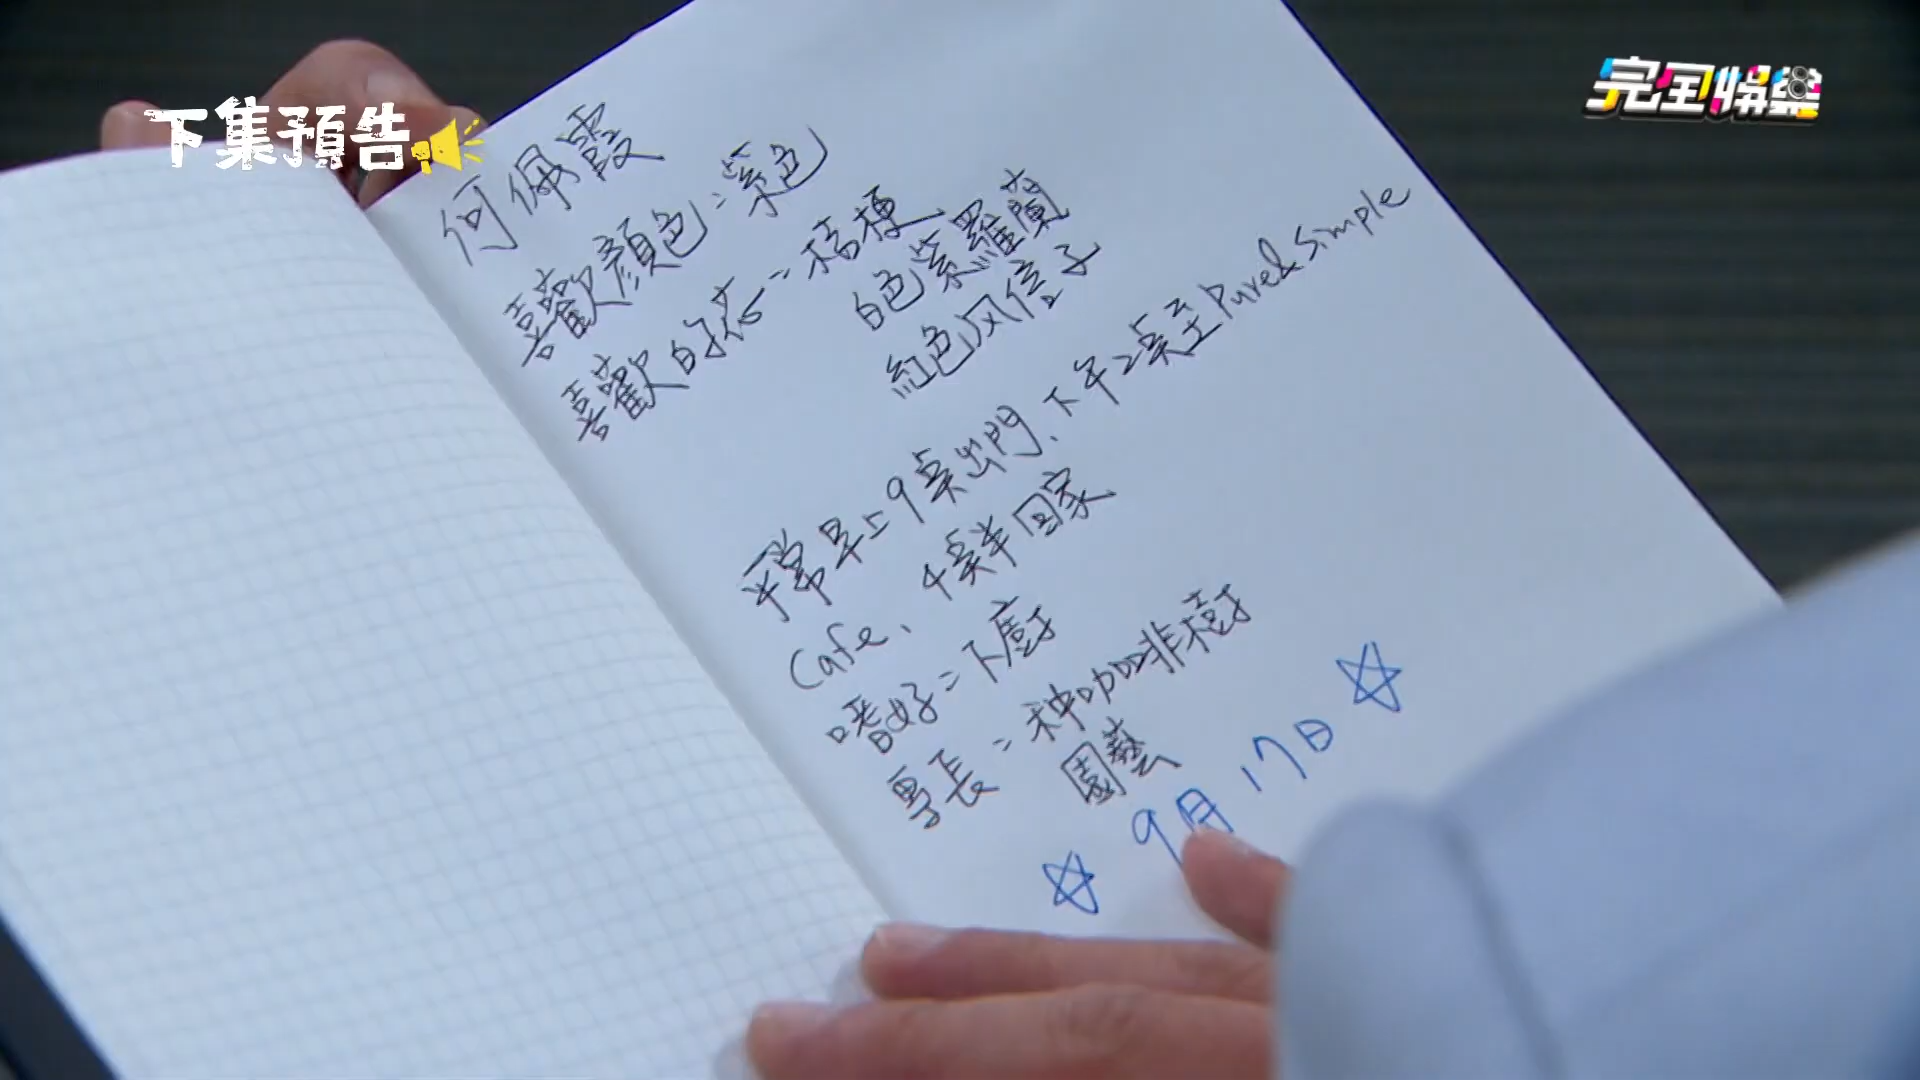 下集預告
完全娛樂
何佩霞
喜歡顏色：紫色
喜歡的花：桔梗
白色紫羅蘭
紅色风信子
平常早上9點出門、下午2點至Pure&Simple
Cafe、4點半回家
嗜好：下廚
專長：种咖啡樹
園藝
☆ 9月17日 ☆